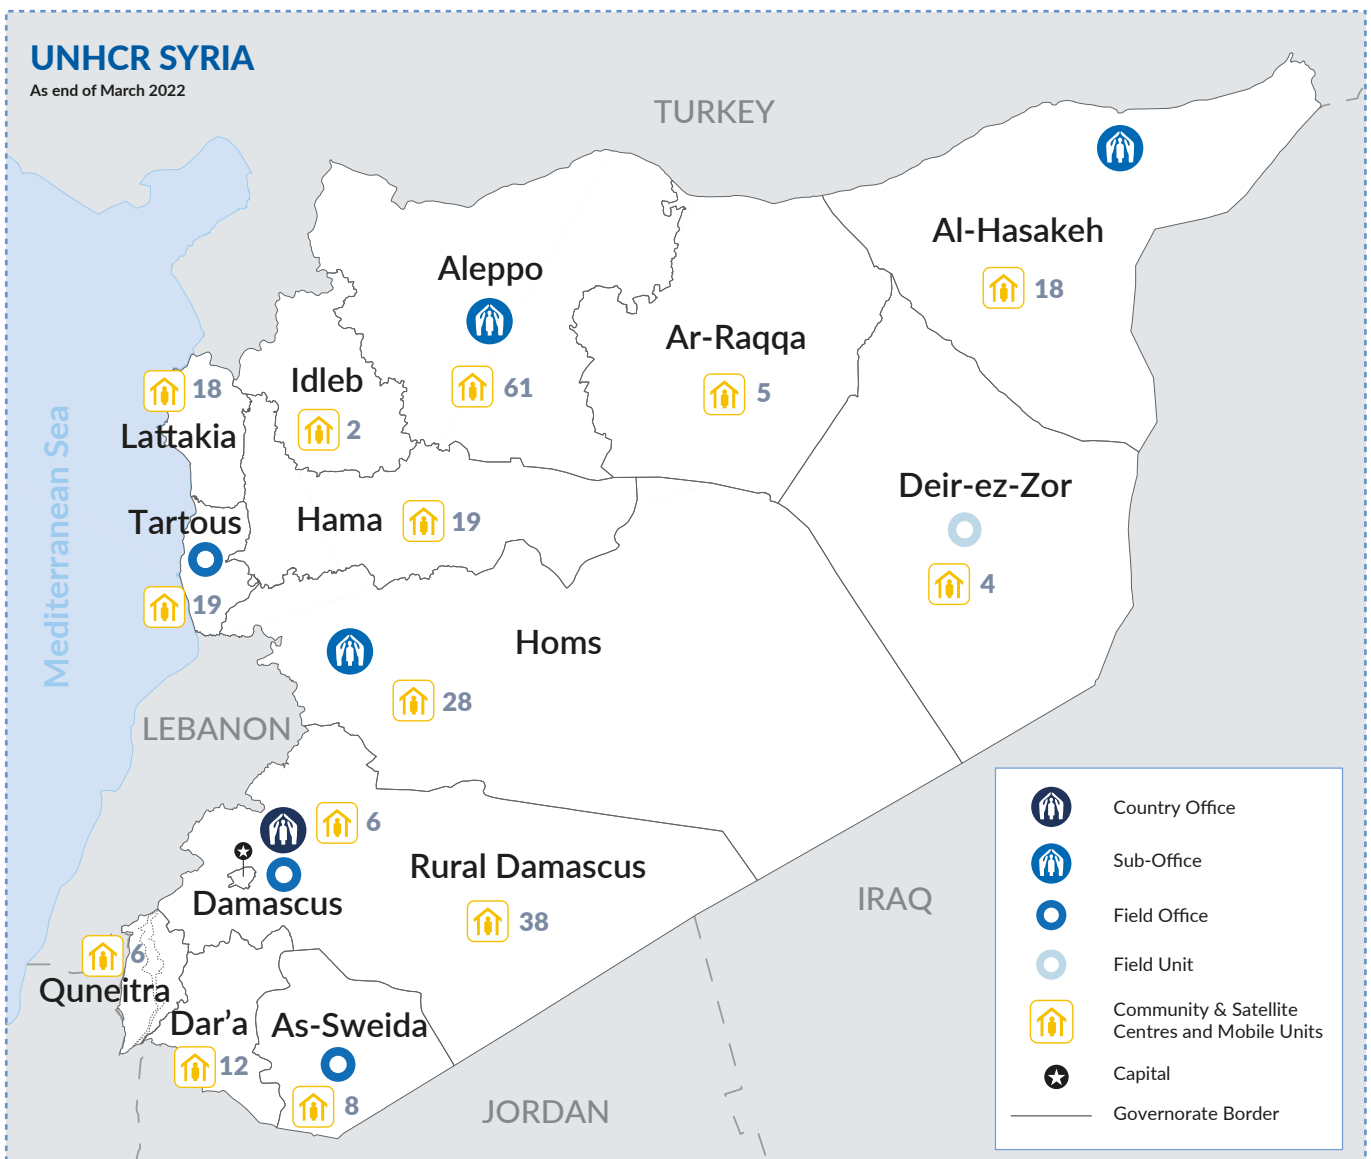 UNHCR SYRIA
As end of March 2022
TURKEY
Al-Hasakeh
18
Aleppo
61
Ar-Raqqa
5
Idleb
2
18
Lattakia
Mediterranean Sea
Deir-ez-Zor
4
Tartous
19
Hama
19
Homs
28
LEBANON
6
Rural Damascus
38
Damascus
IRAQ
6
Quneitra
Dar'a
12
As-Sweida
8
JORDAN
Country Office
Sub-Office
Field Office
Field Unit
Community & Satellite
Centres and Mobile Units
Capital
Governorate Border